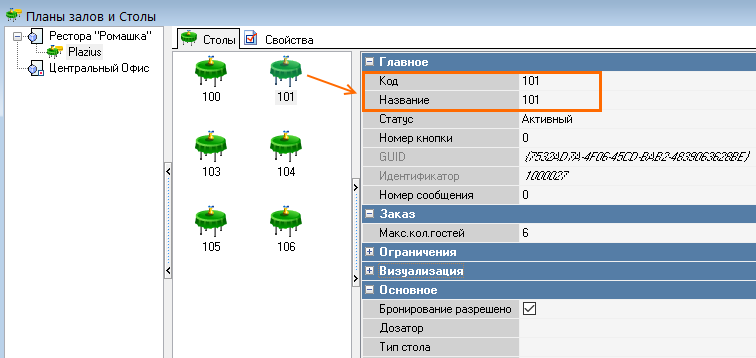 Планы залов и Столы
Рестора "Ромашка"
Plazius
Центральный Офис
Столы
Свойства
100
101
103
104
105
106
Главное
Код 101
Название 101
Статус Активный
Номер кнопки 0
GUID {7532AD7A-4F06-45CD-BAB2-4839063628BE}
Идентификатор 1000027
Номер сообщения 0
Заказ
Макс.кол.гостей 6
Ограничения
Визуализация
Основное
Бронирование разрешено
Дозатор
Тип стола